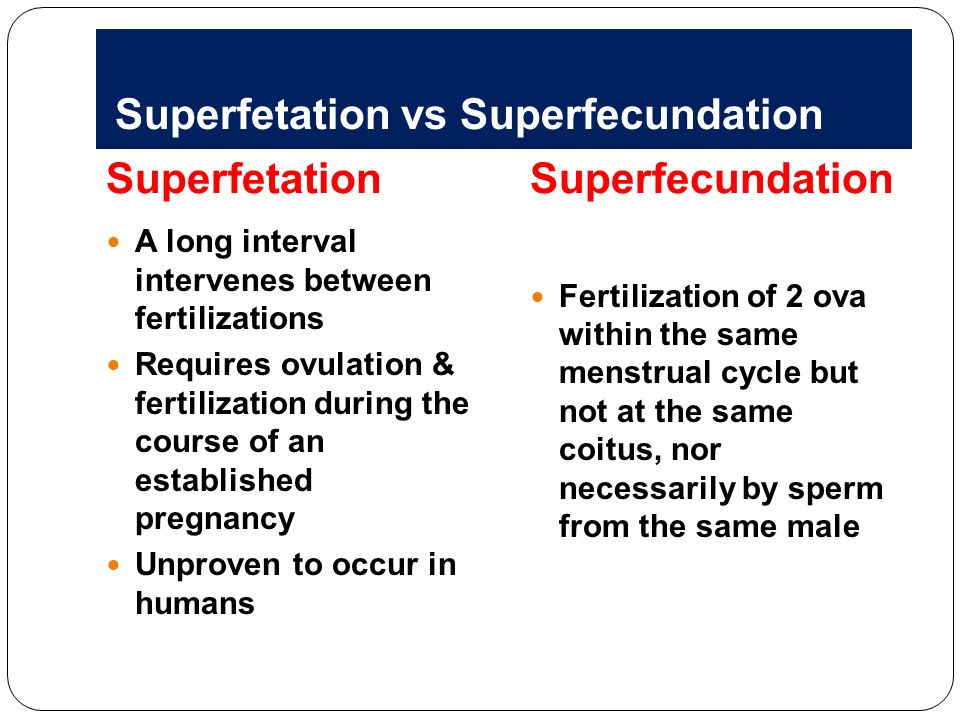 Superfetation vs Superfecundation
Superfetation
• A long interval
intervenes between
fertilizations
• Requires ovulation &
fertilization during the
course of an
established
pregnancy
• Unproven to occur in
humans
Superfecundation
• Fertilization of 2 ova
within the same
menstrual cycle but
not at the same
coitus, nor
necessarily by sperm
from the same male